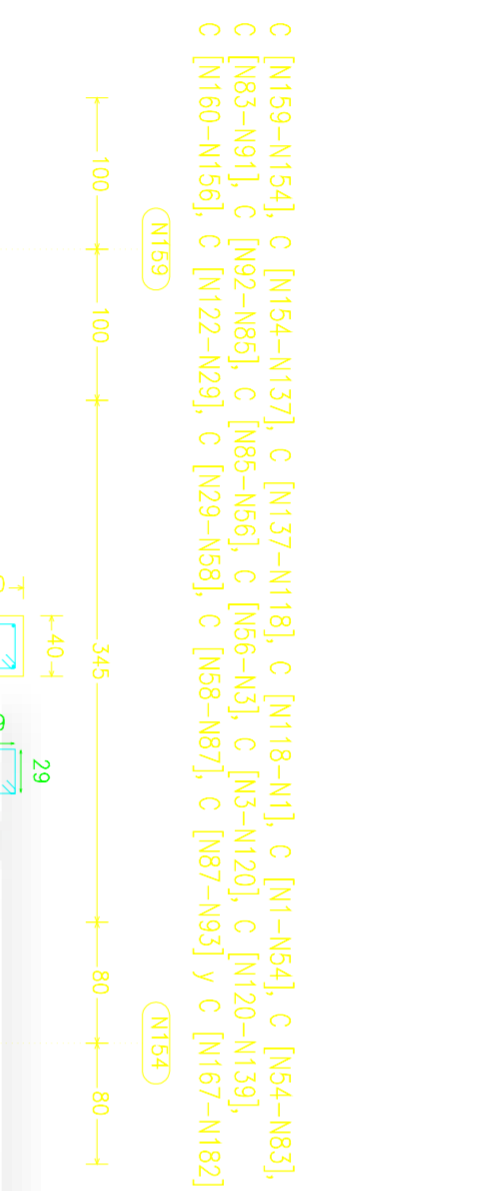 C [N159-N154], C [N154-N137], C [N137-N118], C [N118-N1], C [N1-N54], C [N54-N83],
C [N83-N91], C [N92-N85], C [N85-N56], C [N56-N3], C [N3-N120], C [N120-N139],
C [N160-N156], C [N122-N29], C [N29-N58], C [N58-N87], C [N87-N93] y C [N167-N182]
N159 N154
100 100 345 80 80
40
29